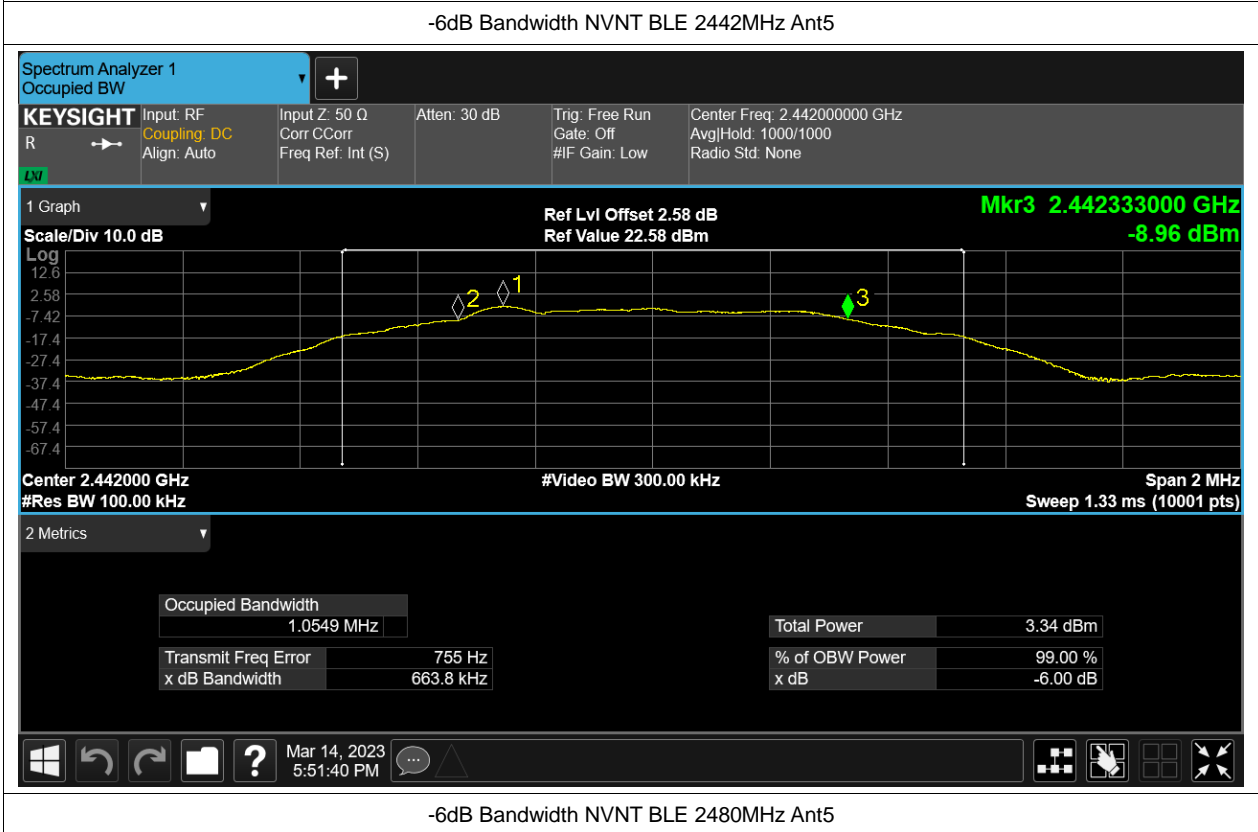 -6dB Bandwidth NVNT BLE 2442MHz Ant5
Spectrum Analyzer 1
Occupied BW
KEYSIGHT
R
LXI
Input: RF
Coupling: DC
Align: Auto
Input Z: 50 Ω
Corr CCorr
Freq Ref: Int (S)
Atten: 30 dB
Trig: Free Run
Gate: Off
#IF Gain: Low
Center Freq: 2.442000000 GHz
Avg|Hold: 1000/1000
Radio Std: None
1 Graph
Scale/Div 10.0 dB
Ref Lvl Offset 2.58 dB
Ref Value 22.58 dBm
Mkr3 2.442333000 GHz
-8.96 dBm
Log
12.6
2.58
-7.42
-17.4
-27.4
-37.4
-47.4
-57.4
-67.4
2
1
3
Center 2.442000 GHz
#Res BW 100.00 kHz
#Video BW 300.00 kHz
Span 2 MHz
Sweep 1.33 ms (10001 pts)
2 Metrics
Occupied Bandwidth
1.0549 MHz
Transmit Freq Error 755 Hz
x dB Bandwidth 663.8 kHz
Total Power 3.34 dBm
% of OBW Power 99.00 %
x dB -6.00 dB
?
Mar 14, 2023
5:51:40 PM
-6dB Bandwidth NVNT BLE 2480MHz Ant5